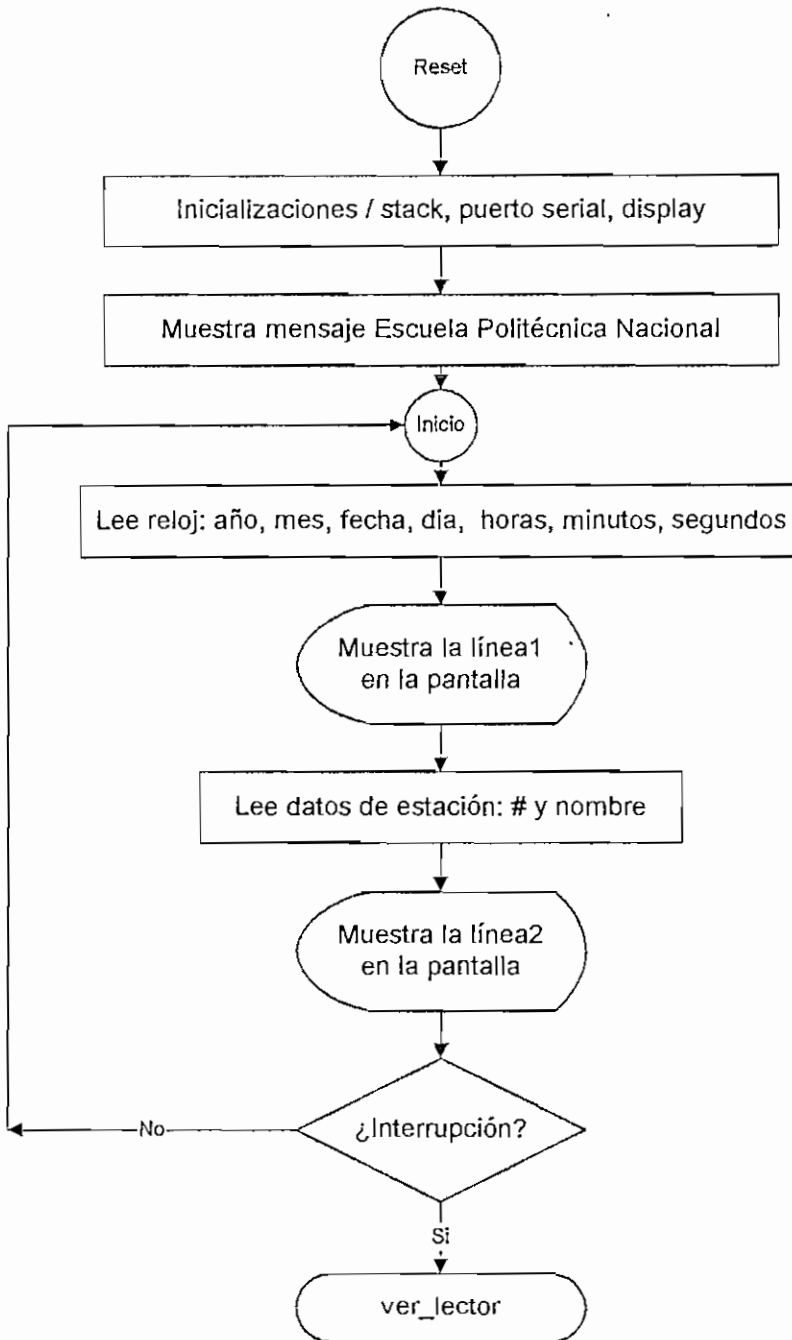 Reset
Inicializaciones / stack, puerto serial, display
Muestra mensaje Escuela Politécnica Nacional
Inicio
Lee reloj: año, mes, fecha, dia, horas, minutos, segundos
Muestra la línea1
en la pantalla
Lee datos de estación: # y nombre
Muestra la línea2
en la pantalla
¿Interrupción?
No
Si
ver_lector